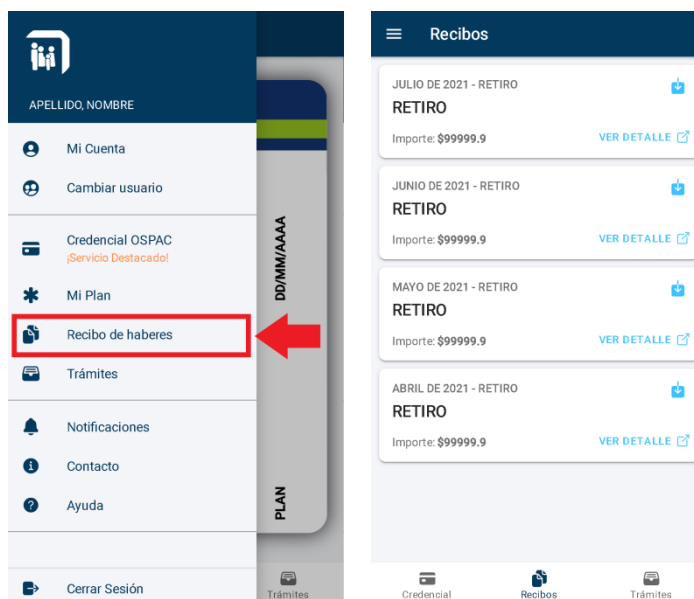 APELLIDO, NOMBRE
Mi Cuenta
Cambiar usuario
Credencial OSPAC
¡Servicio Destacado!
Mi Plan
Recibo de haberes
Trámites
Notificaciones
Contacto
Ayuda
Cerrar Sesión
DD/MM/AAAA
PLAN
Trámites
Recibos
JULIO DE 2021 - RETIRO
RETIRO
Importe: $99999.9
VER DETALLE
JUNIO DE 2021 - RETIRO
RETIRO
Importe: $99999.9
VER DETALLE
MAYO DE 2021 - RETIRO
RETIRO
Importe: $99999.9
VER DETALLE
ABRIL DE 2021 - RETIRO
RETIRO
Importe: $99999.9
VER DETALLE
Credencial
Recibos
Trámites